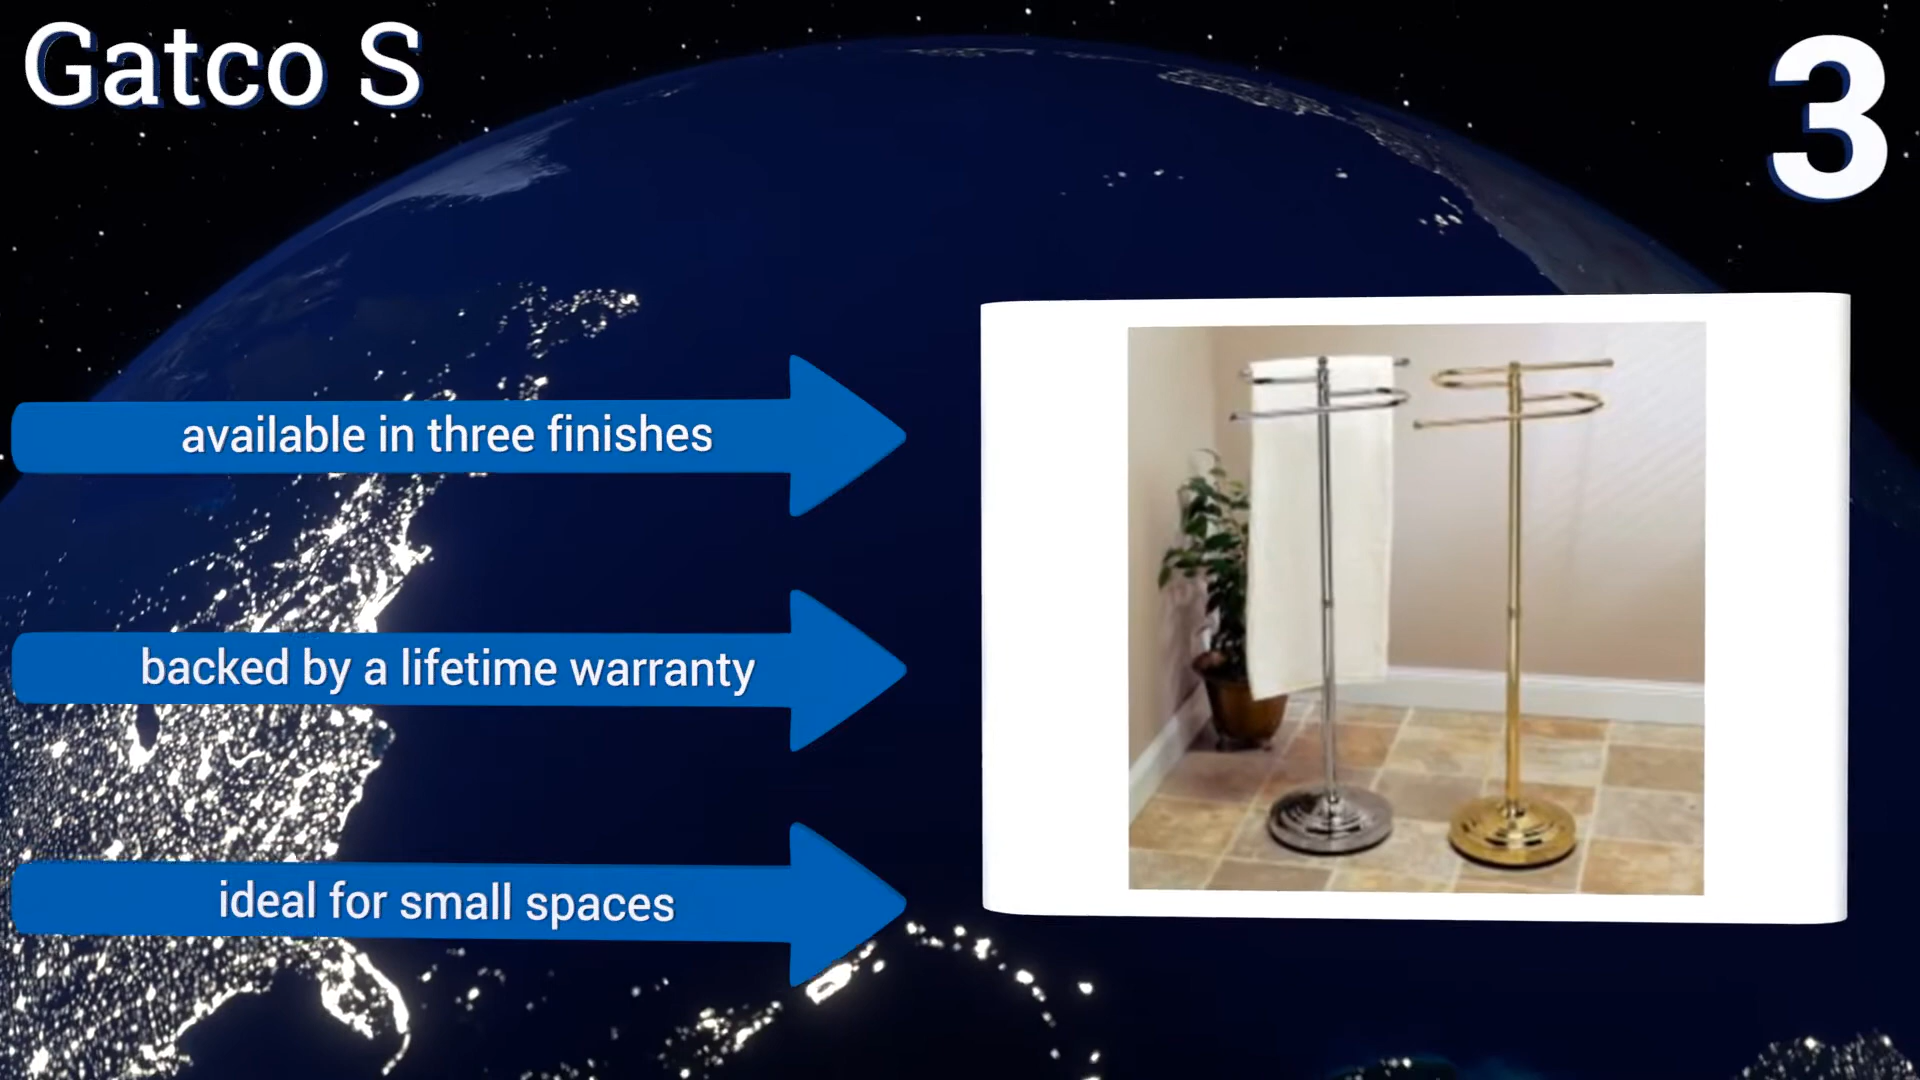 Gatco S
3
available in three finishes
backed by a lifetime warranty
ideal for small spaces